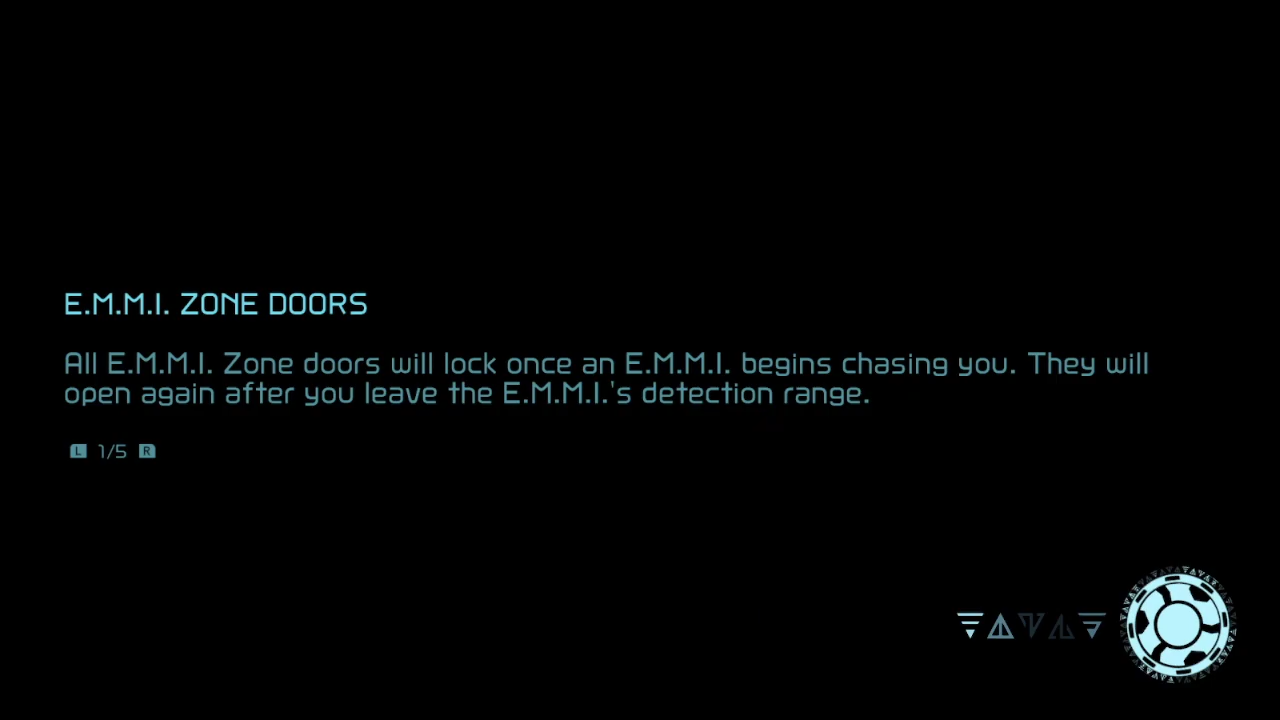 E.M.M.I. ZONE DOORS
All E.M.M.I. Zone doors will lock once an E.M.M.I. begins chasing you. They will
open again after you leave the E.M.M.I.'s detection range.
L 1/5 R